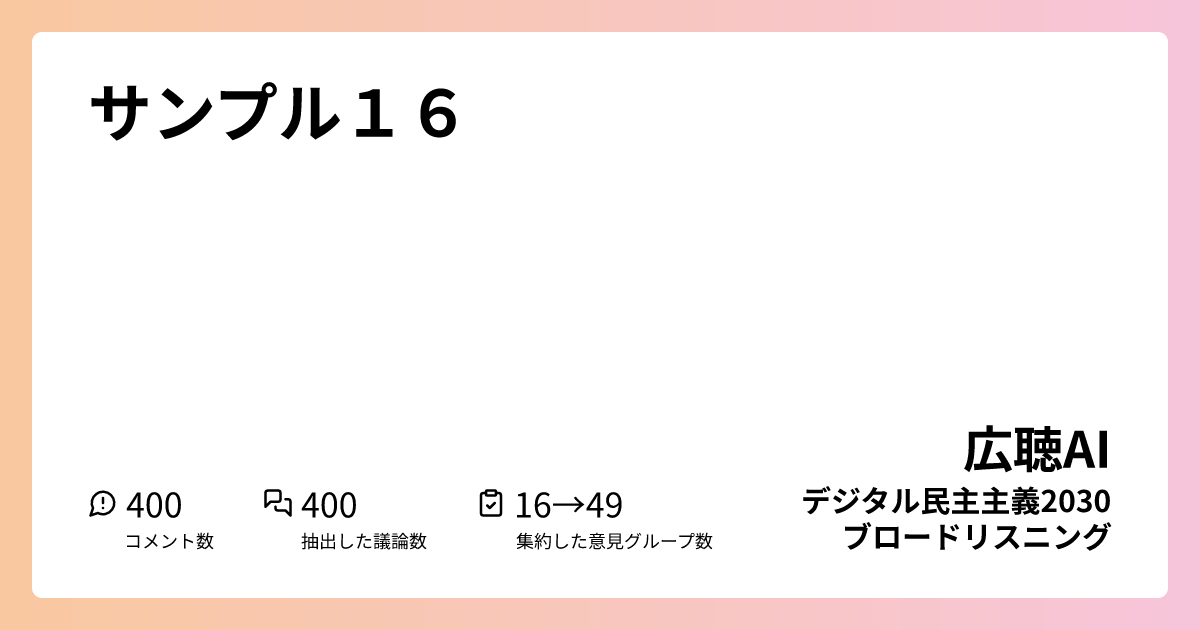 サンプル１６
400
コメント数
400
抽出した議論数
16→49
集約した意見グループ数
広聴AI
デジタル民主主義2030
ブロードリスニング